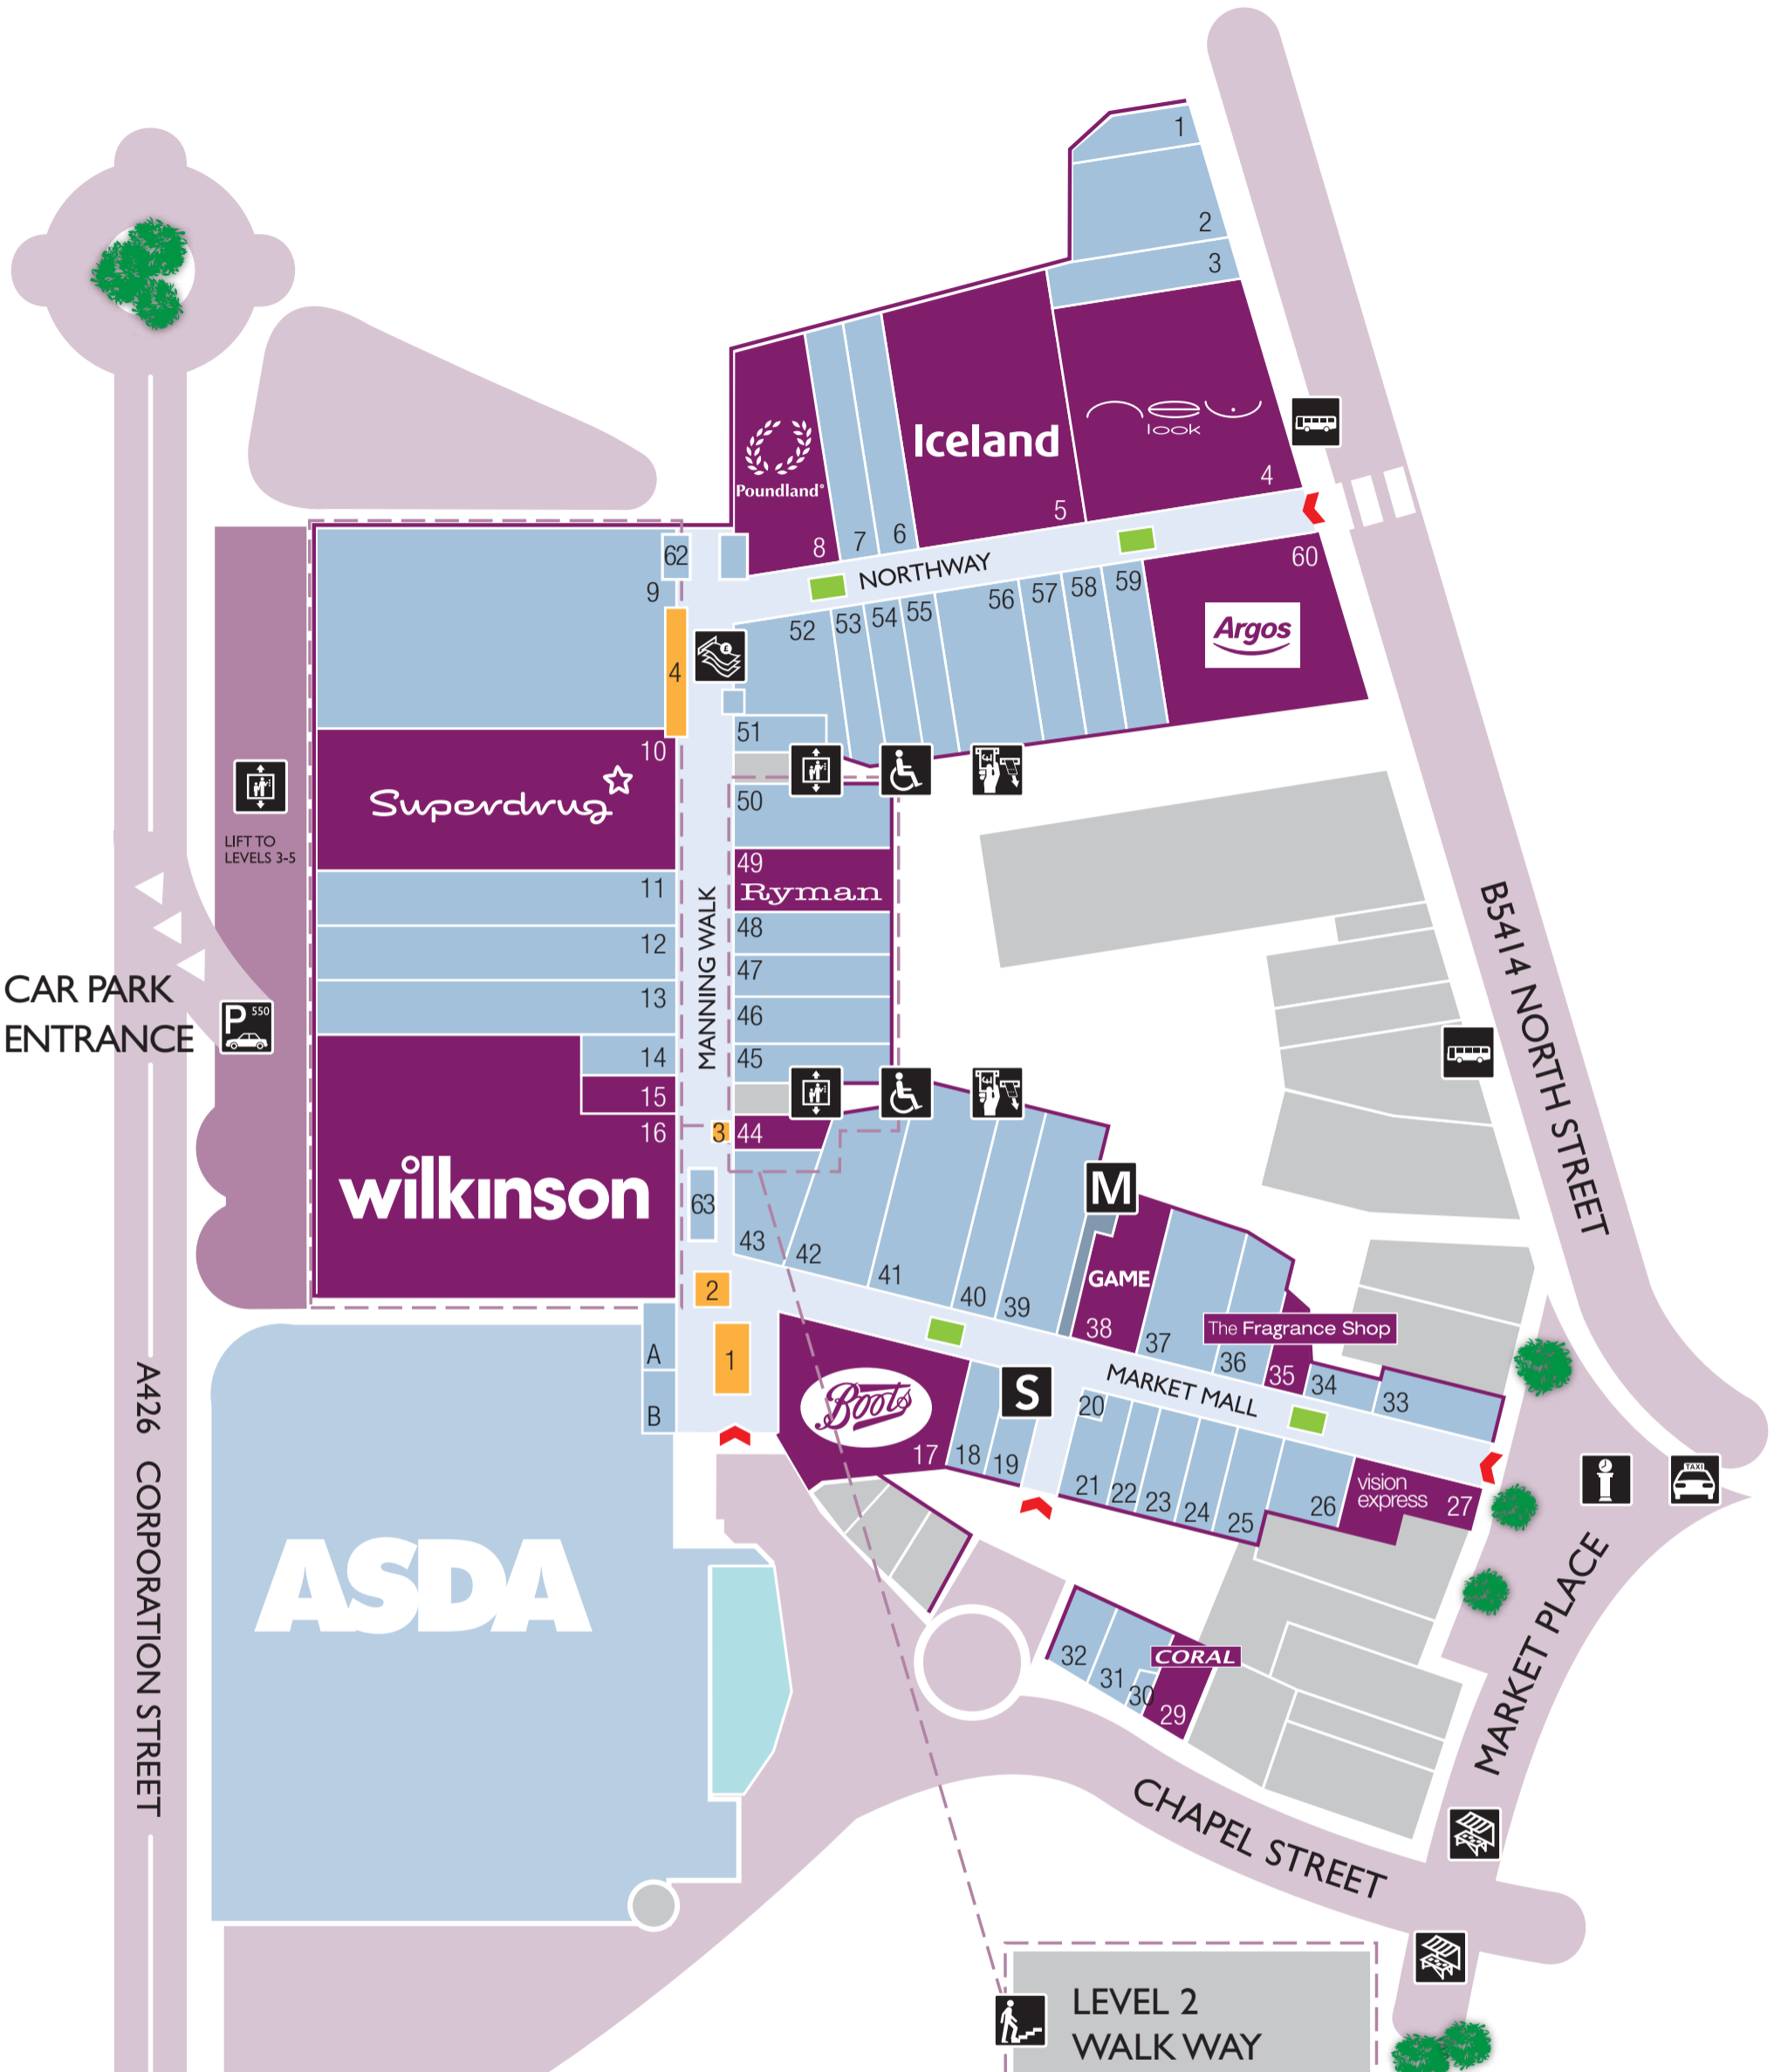 1
2
3
new
look
4
Iceland
5
6
7
Poundland
8
NORTHWAY
60
Argos
59
58
57
56
55
54
53
52
£
62
9
4
51
10
Superdrug
LIFT TO
LEVELS 3-5
50
49
Ryman
11
48
12
47
13
46
14
45
15
44
3
16
wilkinson
MANNING WALK
CAR PARK
ENTRANCE
P 550
63
43
42
41
40
39
M
GAME
38
37
36
The Fragrance Shop
35
34
33
2
1
A
B
Boots
17
18
19
S
MARKET MALL
20
21
22
23
24
25
26
vision
express
27
TAXI
B5414 NORTH STREET
A426 CORPORATION STREET
ASDA
32
31
30
CORAL
29
MARKET PLACE
CHAPEL STREET
LEVEL 2
WALK WAY